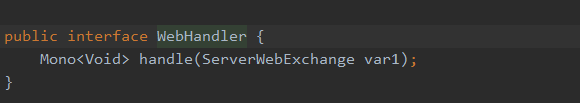 public interface WebHandler {
    Mono<Void> handle(ServerWebExchange var1);
}